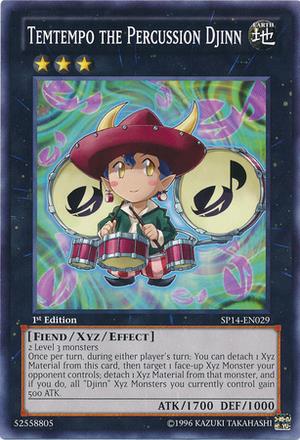 TEMTEMPO THE PERCUSSION DJINN
EARTH
地
1st Edition
SP14-EN029
[FIEND/XYZ/EFFECT]
2 Level 3 monsters
Once per turn, during either player's turn: You can detach 1 Xyz
Material from this card, then target 1 face-up Xyz Monster your
opponent controls; detach 1 Xyz Material from that monster, and
if you do, all "Djinn" Xyz Monsters you currently control gain
500 ATK.
ATK/1700 DEF/1000
52558805
©1996 KAZUKI TAKAHASHI